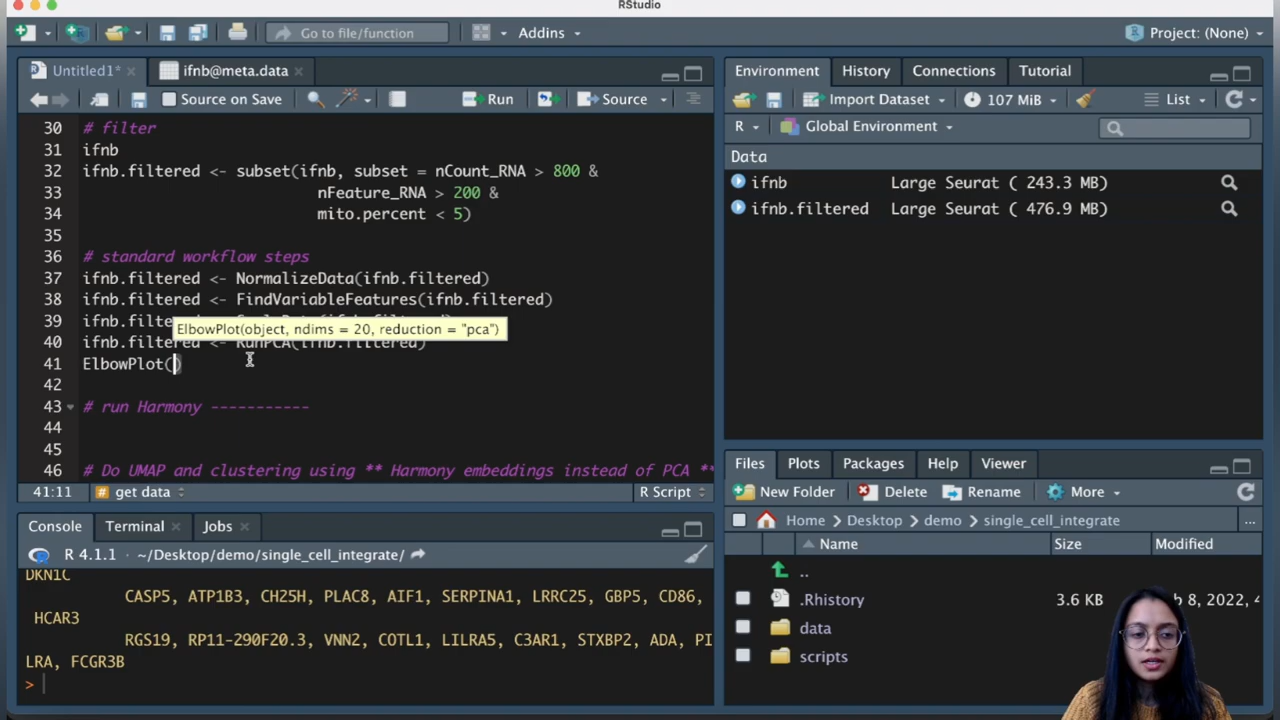 RStudio
Go to file/function
Addins
Project: (None)
Untitled1*
ifnb@meta.data
Source on Save
Run
Source
30 # filter
31 ifnb
32 ifnb.filtered <- subset(ifnb, subset = nCount_RNA > 800 &
33 nFeature_RNA > 200 &
34 mito.percent < 5)
35
36 # standard workflow steps
37 ifnb.filtered <- NormalizeData(ifnb.filtered)
38 ifnb.filtered <- FindVariableFeatures(ifnb.filtered)
39 ifnb.filte
ElbowPlot(object, ndims = 20, reduction = "pca")
40 ifnb.filtered <- RunPCA(ifnb.filtered)
41 ElbowPlot()
42
43 # run Harmony -----------
44
45
46 # Do UMAP and clustering using ** Harmony embeddings instead of PCA **
41:11
# get data
R Script
Console
Terminal
Jobs
R 4.1.1 · ~/Desktop/demo/single_cell_integrate/
DKN1C
CASP5, ATP1B3, CH25H, PLAC8, AIF1, SERPINA1, LRRC25, GBP5, CD86,
HCAR3
RGS19, RP11-290F20.3, VNN2, COTL1, LILRA5, C3AR1, STXBP2, ADA, PI
LRA, FCGR3B
>
Environment
History
Connections
Tutorial
Import Dataset
107 MiB
List
R
Global Environment
Data
ifnb Large Seurat ( 243.3 MB)
ifnb.filtered Large Seurat ( 476.9 MB)
Files
Plots
Packages
Help
Viewer
New Folder
Delete
Rename
More
Home
Desktop
demo
single_cell_integrate
...
Name
Size
Modified
..
.Rhistory
3.6 KB
b 8, 2022, 4
data
scripts